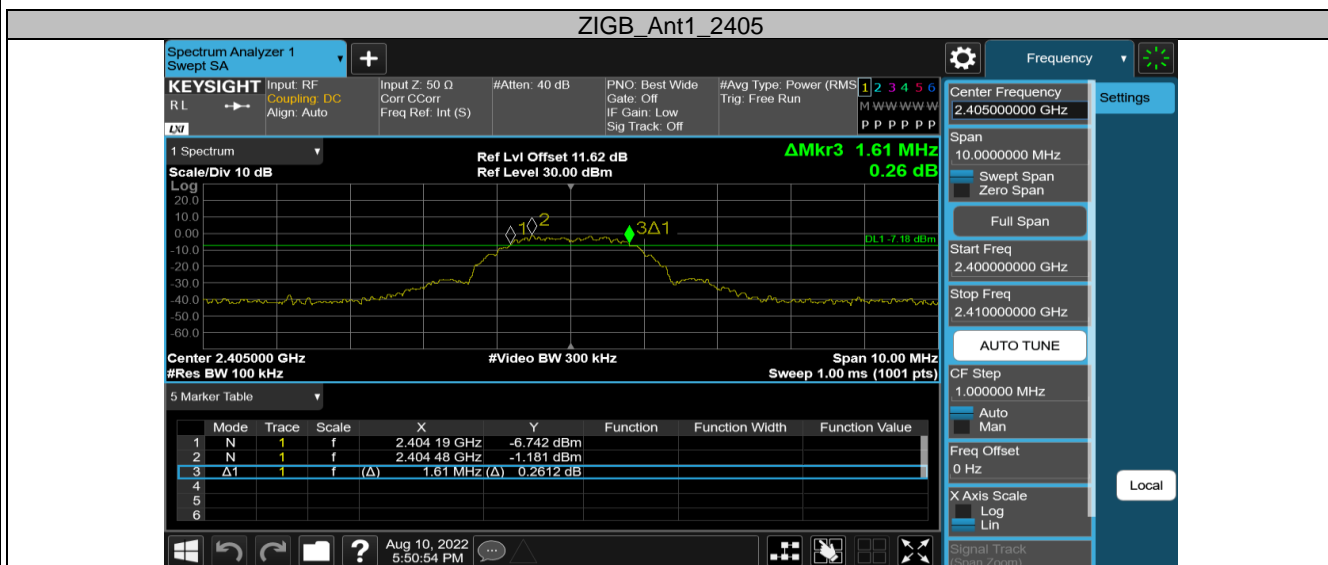 ZIGB_Ant1_2405
Spectrum Analyzer 1
Swept SA
Frequency
KEYSIGHT
RL
LXI
Input: RF
Coupling: DC
Align: Auto
Input Z: 50 Ω
Corr CCorr
Freq Ref: Int (S)
#Atten: 40 dB
PNO: Best Wide
Gate: Off
IF Gain: Low
Sig Track: Off
#Avg Type: Power (RMS
Trig: Free Run
1 2 3 4 5 6
M W W W W W
P P P P P P
1 Spectrum
Scale/Div 10 dB
Ref Lvl Offset 11.62 dB
Ref Level 30.00 dBm
ΔMkr3 1.61 MHz
0.26 dB
Log
20.0
10.0
0.00
-10.0
-20.0
-30.0
-40.0
-50.0
-60.0
1
2
3Δ1
DL1 -7.18 dBm
Center 2.405000 GHz
#Video BW 300 kHz
Span 10.00 MHz
#Res BW 100 kHz
Sweep 1.00 ms (1001 pts)
5 Marker Table
Mode Trace Scale X Y Function Function Width Function Value
1 N 1 f 2.404 19 GHz -6.742 dBm
2 N 1 f 2.404 48 GHz -1.181 dBm
3 Δ1 1 f (Δ) 1.61 MHz (Δ) 0.2612 dB
4
5
6
Aug 10, 2022
5:50:54 PM
Center Frequency
2.405000000 GHz
Span
10.0000000 MHz
Swept Span
Zero Span
Full Span
Start Freq
2.400000000 GHz
Stop Freq
2.410000000 GHz
AUTO TUNE
CF Step
1.000000 MHz
Auto
Man
Freq Offset
0 Hz
X Axis Scale
Log
Lin
Signal Track
(Span Zoom)
Settings
Local